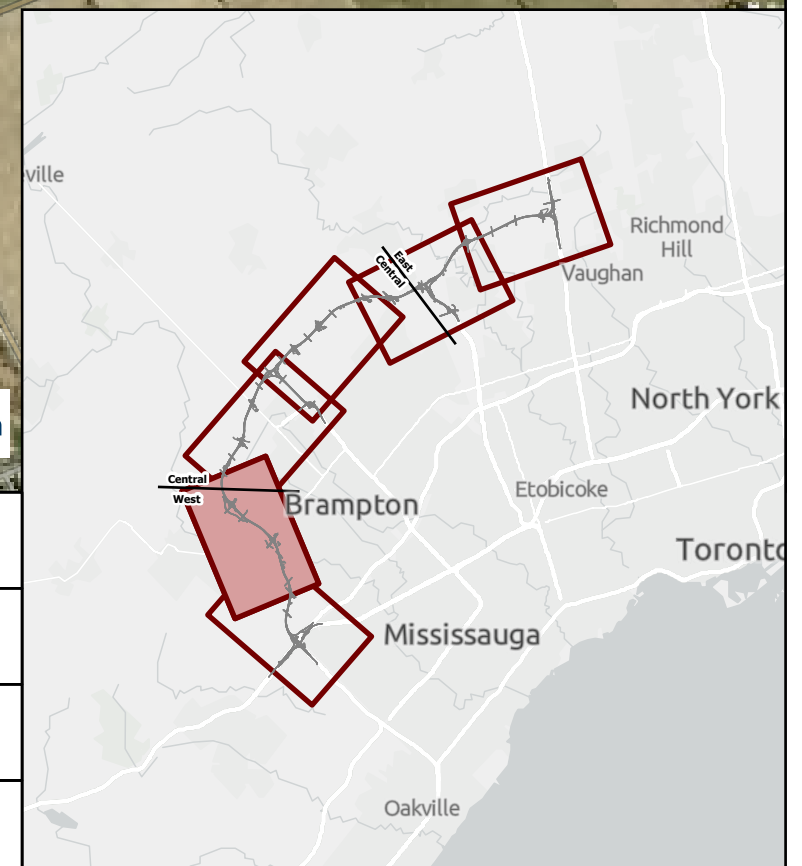 ville
Richmond
Hill
Vaughan
East
Central
North York
Central
West
Brampton
Etobicoke
Toronto
Mississauga
Oakville